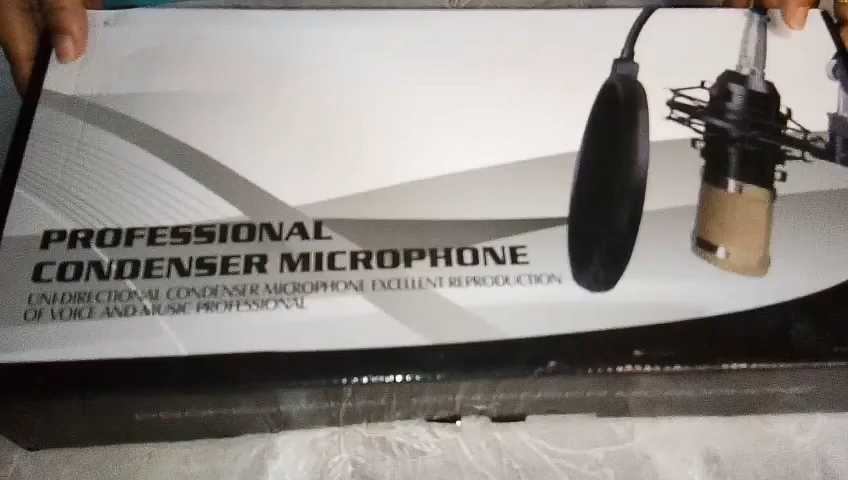 PROFESSIONAL
CONDENSER MICROPHONE
UNI-DIRECTIONAL CONDENSER MICROPHONE EXCELLENT REPRODUCTION
OF VOICE AND MUSIC PROFESSIONAL